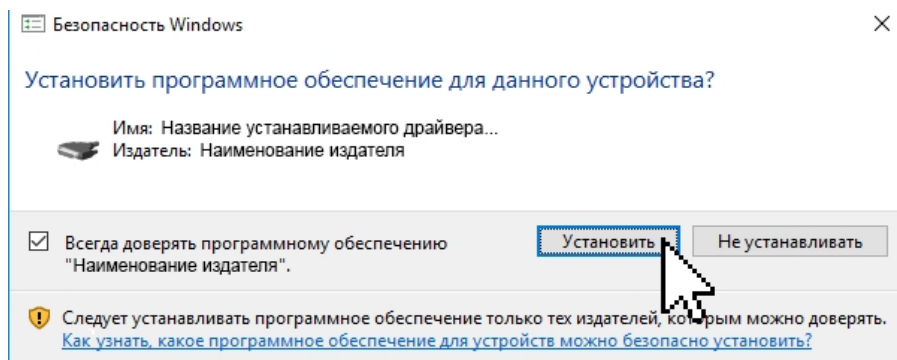 Безопасность Windows
Установить программное обеспечение для данного устройства?
Имя: Название устанавливаемого драйвера...
Издатель: Наименование издателя
Всегда доверять программному обеспечению
"Наименование издателя".
Установить
Не устанавливать
Следует устанавливать программное обеспечение только тех издателей, которым можно доверять.
Как узнать, какое программное обеспечение для устройств можно безопасно установить?